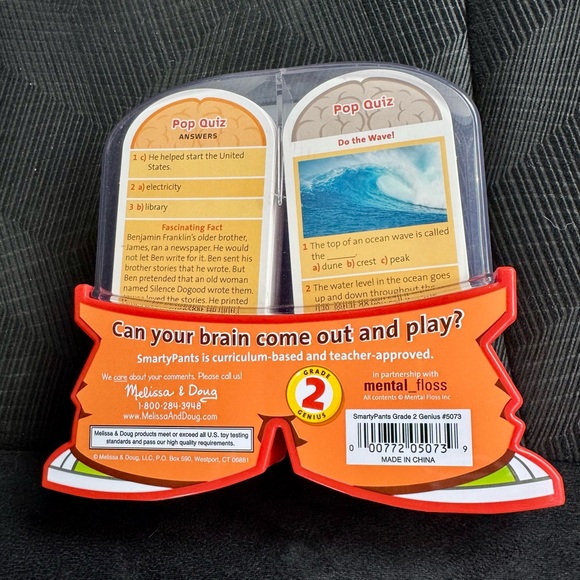 Pop Quiz
ANSWERS
1 c) He helped start the United
States.
2 a) electricity
3 b) library
Fascinating Fact
Benjamin Franklin's older brother,
James, ran a newspaper. He would
not let Ben write for it. Ben sent his
brother stories that he wrote. But
Ben pretended that an old woman
named Silence Dogood wrote them.
loved the stories. He printed
Pop Quiz
Do the Wave!
1 The top of an ocean wave is called
the ______.
a) dune b) crest c) peak
2 The water level in the ocean goes
up and down throughout the
Can your brain come out and play?
SmartyPants is curriculum-based and teacher-approved.
We care about your comments. Please call us!
Melissa & Doug
1-800-284-3948
www.MelissaAndDoug.com
Melissa & Doug products meet or exceed all U.S. toy testing
standards and pass our high quality requirements.
© Melissa & Doug, LLC, P.O. Box 590, Westport, CT 06881
GRADE
2
GENIUS
in partnership with
mental_floss
All contents © Mental Floss Inc
SmartyPants Grade 2 Genius #5073
0 00772 05073 9
MADE IN CHINA